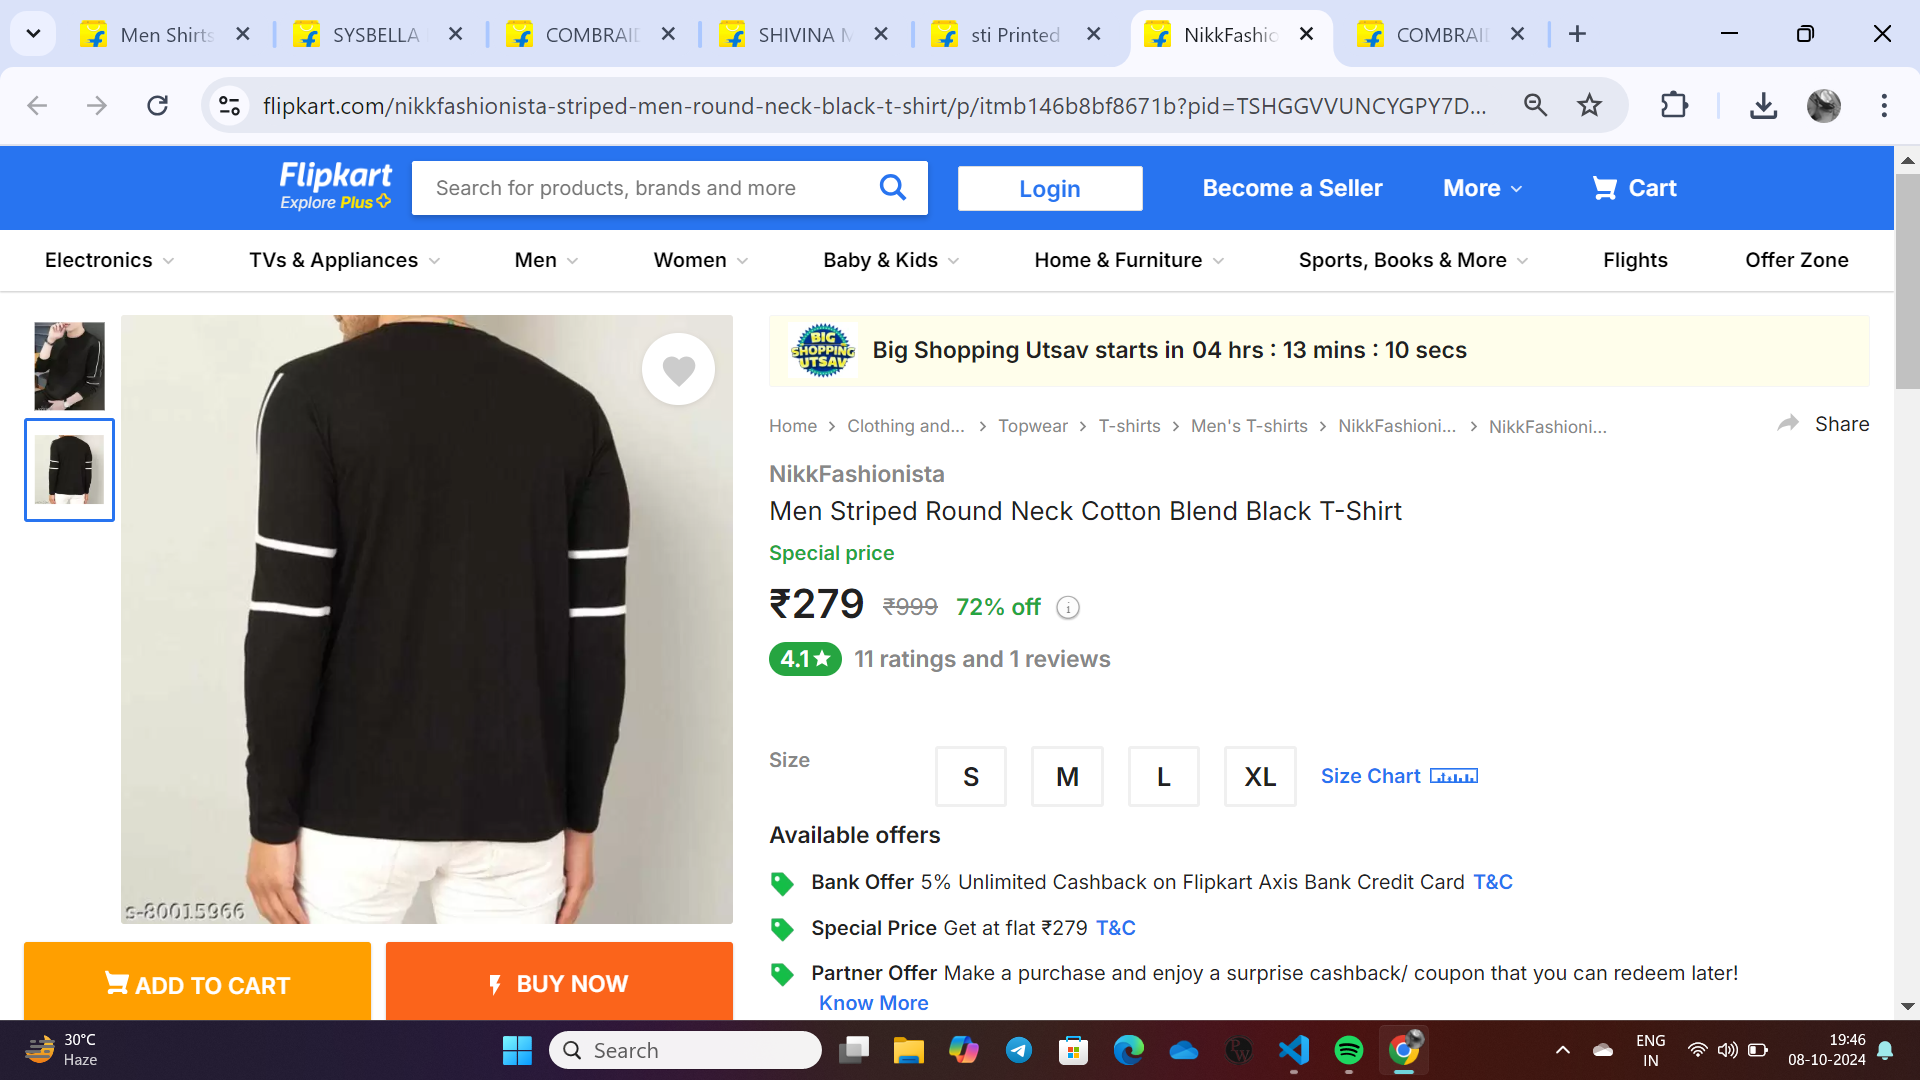 Men Shirts
SYSBELLA
COMBRAID
SHIVINA M
sti Printed
NikkFashio
COMBRAID
flipkart.com/nikkfashionista-striped-men-round-neck-black-t-shirt/p/itmb146b8bf8671b?pid=TSHGGVVUNCYGPY7D...
Flipkart
Explore Plus
Search for products, brands and more
Login
Become a Seller
More
Cart
Electronics
TVs & Appliances
Men
Women
Baby & Kids
Home & Furniture
Sports, Books & More
Flights
Offer Zone
BIG
SHOPPING
UTSAV
Big Shopping Utsav starts in 04 hrs : 13 mins : 10 secs
Home > Clothing and... > Topwear > T-shirts > Men's T-shirts > NikkFashioni... > NikkFashioni...
Share
NikkFashionista
Men Striped Round Neck Cotton Blend Black T-Shirt
Special price
₹279 ₹999 72% off i
4.1★ 11 ratings and 1 reviews
Size
S
M
L
XL
Size Chart
Available offers
Bank Offer 5% Unlimited Cashback on Flipkart Axis Bank Credit Card T&C
Special Price Get at flat ₹279 T&C
Partner Offer Make a purchase and enjoy a surprise cashback/ coupon that you can redeem later!
Know More
s-80015966
ADD TO CART
BUY NOW
30°C
Haze
Search
ENG
IN
19:46
08-10-2024